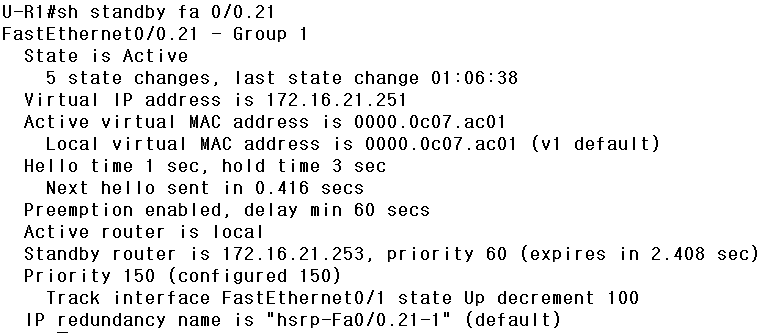 U-R1#sh standby fa 0/0.21
FastEthernet0/0.21 - Group 1
  State is Active
    5 state changes, last state change 01:06:38
  Virtual IP address is 172.16.21.251
  Active virtual MAC address is 0000.0c07.ac01
    Local virtual MAC address is 0000.0c07.ac01 (v1 default)
  Hello time 1 sec, hold time 3 sec
    Next hello sent in 0.416 secs
  Preemption enabled, delay min 60 secs
  Active router is local
  Standby router is 172.16.21.253, priority 60 (expires in 2.408 sec)
  Priority 150 (configured 150)
    Track interface FastEthernet0/1 state Up decrement 100
  IP redundancy name is "hsrp-Fa0/0.21-1" (default)